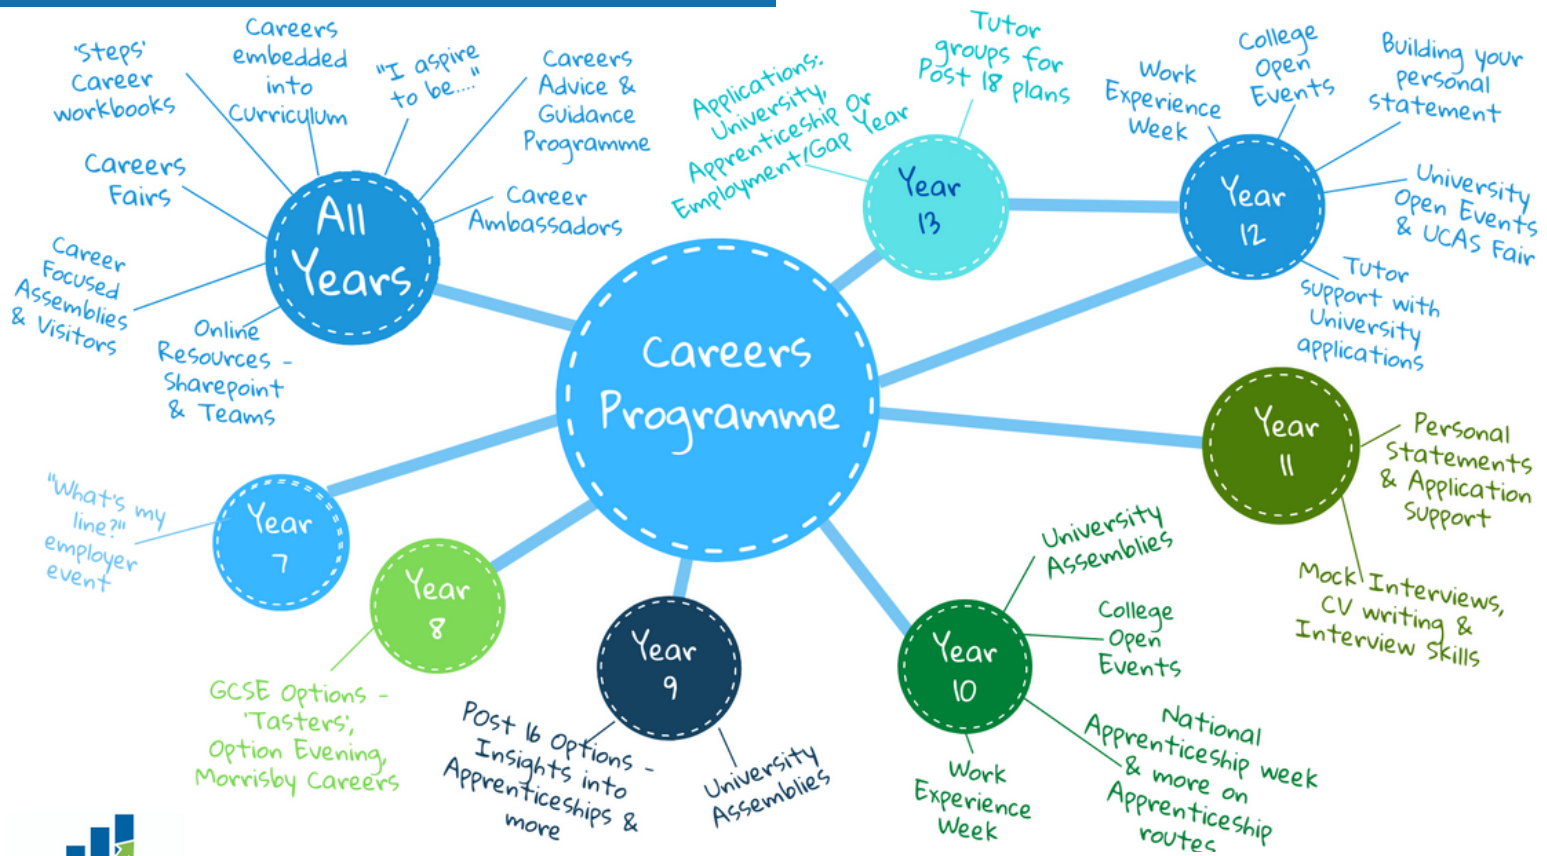 'Steps'
Career
workbooks
Careers
embedded
into
Curriculum
"I aspire
to be...."
Careers
Advice &
Guidance
Programme
Careers
Fairs
Career
Ambassadors
Career
Focused
Assemblies
& Visitors
Online
Resources -
Sharepoint
& Teams
All
Years
Careers
Programme
Applications:
University,
Apprenticeship Or
Employment/Gap Year
Tutor
groups for
Post 18 plans
Year
13
Work
Experience
Week
College
Open
Events
Building your
personal
statement
University
Open Events
& UCAS Fair
Tutor
support with
University
applications
Year
12
Year
11
Personal
Statements
& Application
Support
Mock Interviews,
CV writing &
Interview Skills
"What's my
line?"
employer
event
Year
7
Year
8
GCSE Options -
'Tasters',
Option Evening,
Morrisby Careers
Year
9
Post 16 Options -
Insights into
Apprenticeships &
more
University
Assemblies
Year
10
University
Assemblies
College
Open
Events
National
Apprenticeship week
& more on
Apprenticeship
routes
Work
Experience
Week